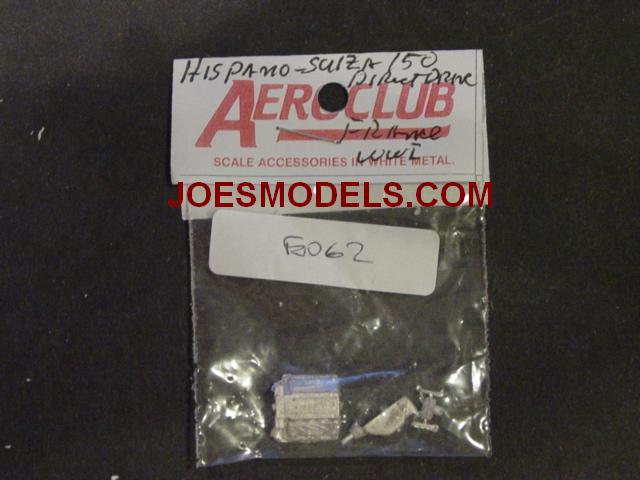 HISPANO-SUIZA 150
DIRECT DRIVE
AEROCLUB
FRANCE
WWI
SCALE ACCESSORIES IN WHITE METAL.
JOESMODELS.COM
E062